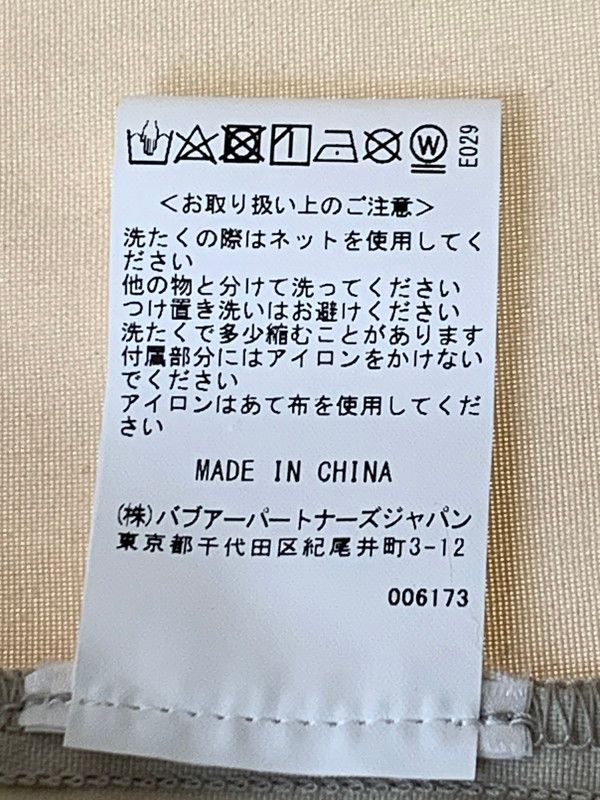 W
E029
<お取り扱い上のご注意>
洗たくの際はネットを使用してく
ださい
他の物と分けて洗ってください
つけ置き洗いはお避けください
洗たくで多少縮むことがあります
付属部分にはアイロンをかけない
でください
アイロンはあて布を使用してくだ
さい
MADE IN CHINA
(株)バブアーパートナーズジャパン
東京都千代田区紀尾井町3-12
006173